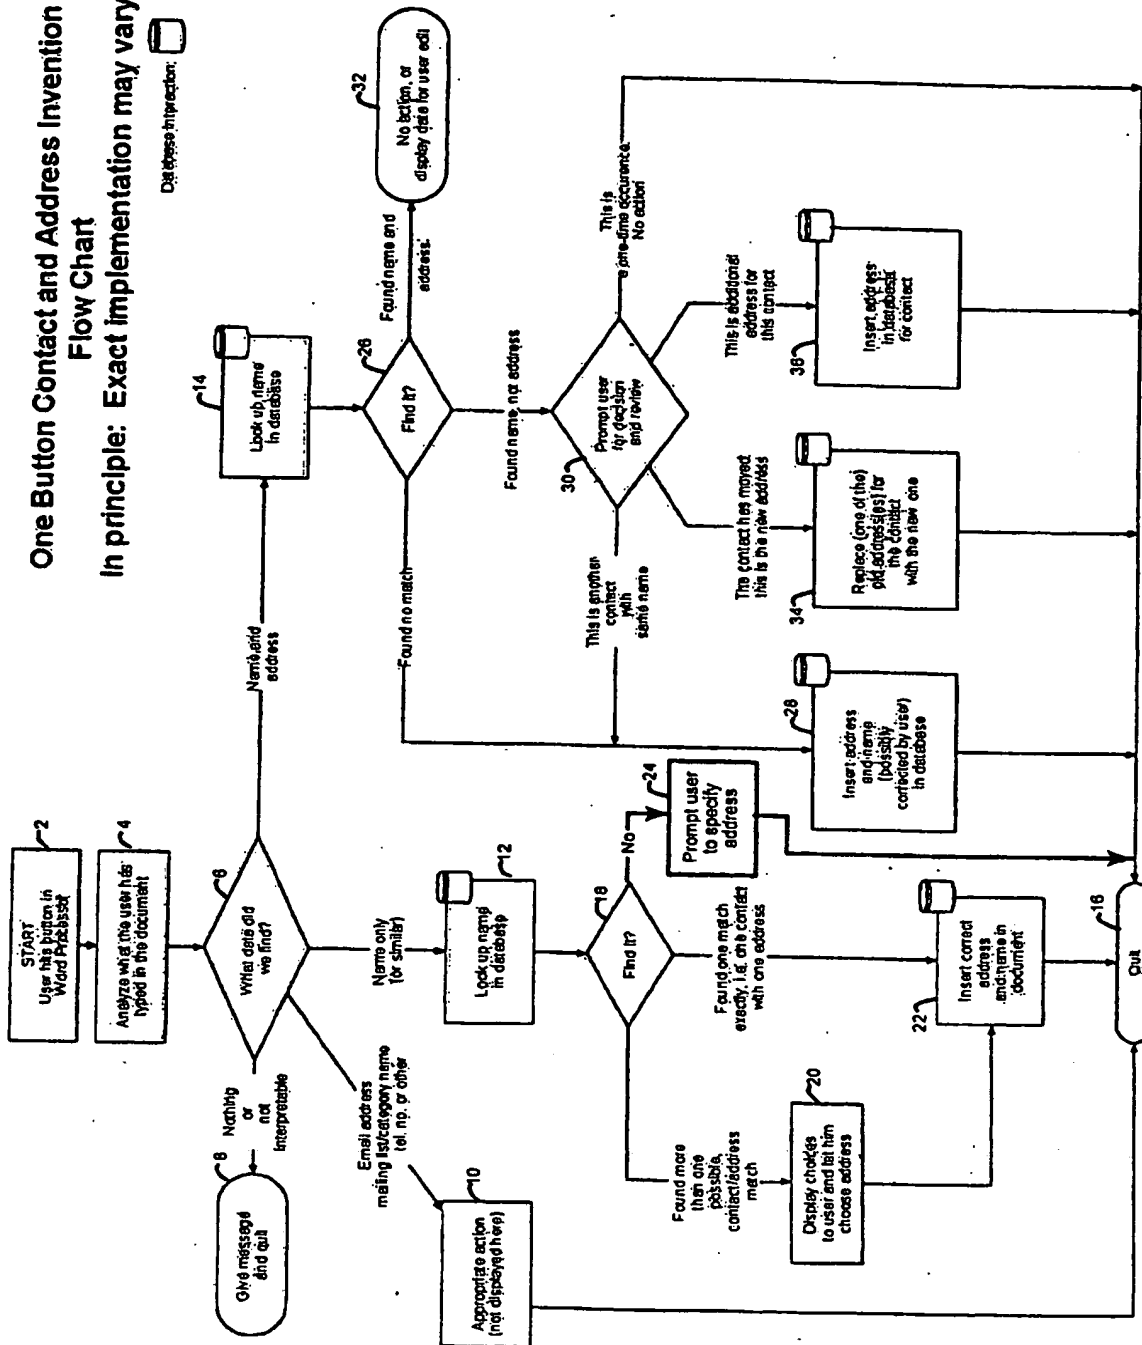 One Button Contact and Address Invention
Flow Chart
In principle: Exact implementation may vary
Database interaction:
2
START
User hits button in
Word Processor
4
Analyze what the user has
typed in the document
6
What data did
we find?
Nothing
or
not
Interpretable
8
Give message
and quit
Email address
mailing list/category name
tel. no. or other
10
Appropriate action
(not displayed here)
Name only
(or similar)
12
Look up name
in database
Name and
address
14
Look up name
in database
18
Find it?
No
24
Prompt user
to specify
address
Found one match
exactly, i.e. one contact
with one address
Found more
than one
possible
contact/address
match
20
Display choices
to user and let him
choose address
22
Insert correct
address
and name in
document
16
Quit
26
Find it?
Found name and
address.
32
No action, or
display data for user edit
Found no match
Found name, not address
30
Prompt user
for decision
and review
This is another
contact
with
same name
The contact has moved
this is the new address
This is additional
address for
this contact
This is
a one-time occurence.
No action
28
Insert address
and name
(possibly
corrected by user)
in database
34
Replace (one of the)
old address(es) for
the contact
with the new one
36
Insert address
in database
for contact